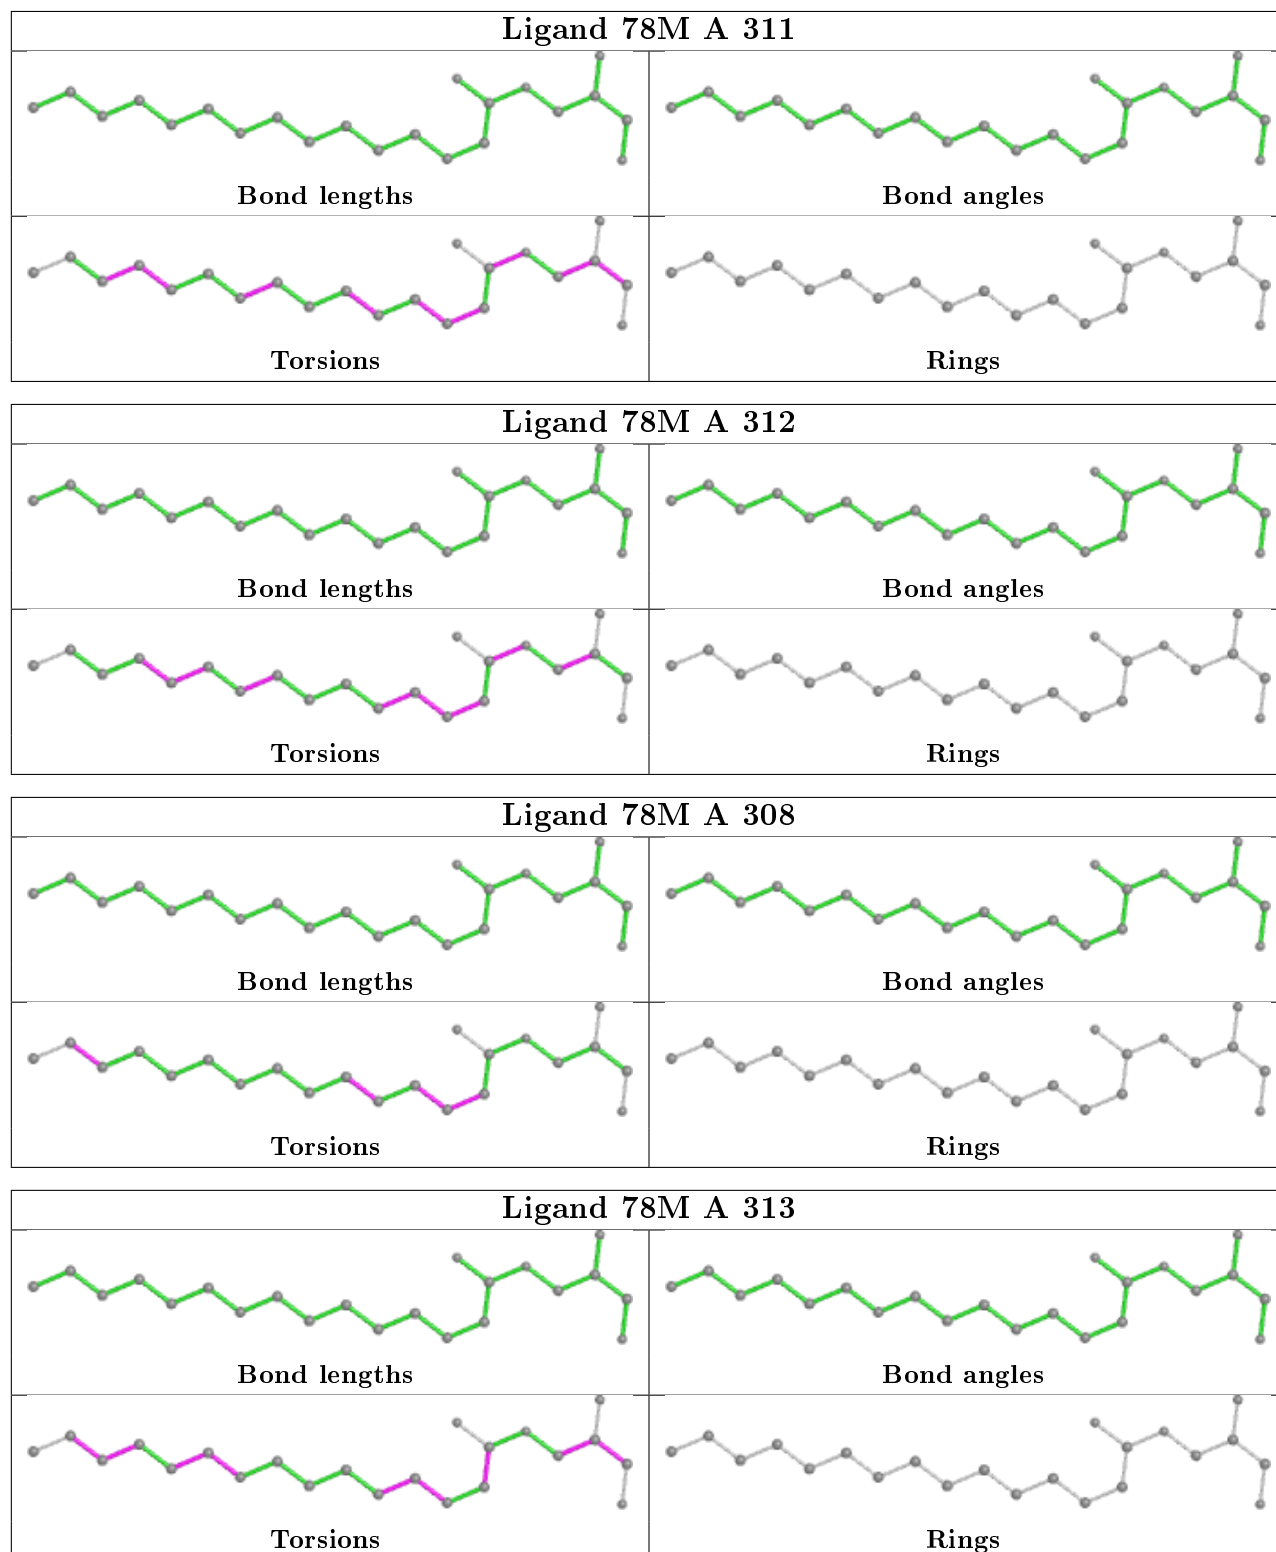 Ligand 78M A 311
Bond lengths
Bond angles
Torsions
Rings
Ligand 78M A 312
Bond lengths
Bond angles
Torsions
Rings
Ligand 78M A 308
Bond lengths
Bond angles
Torsions
Rings
Ligand 78M A 313
Bond lengths
Bond angles
Torsions
Rings